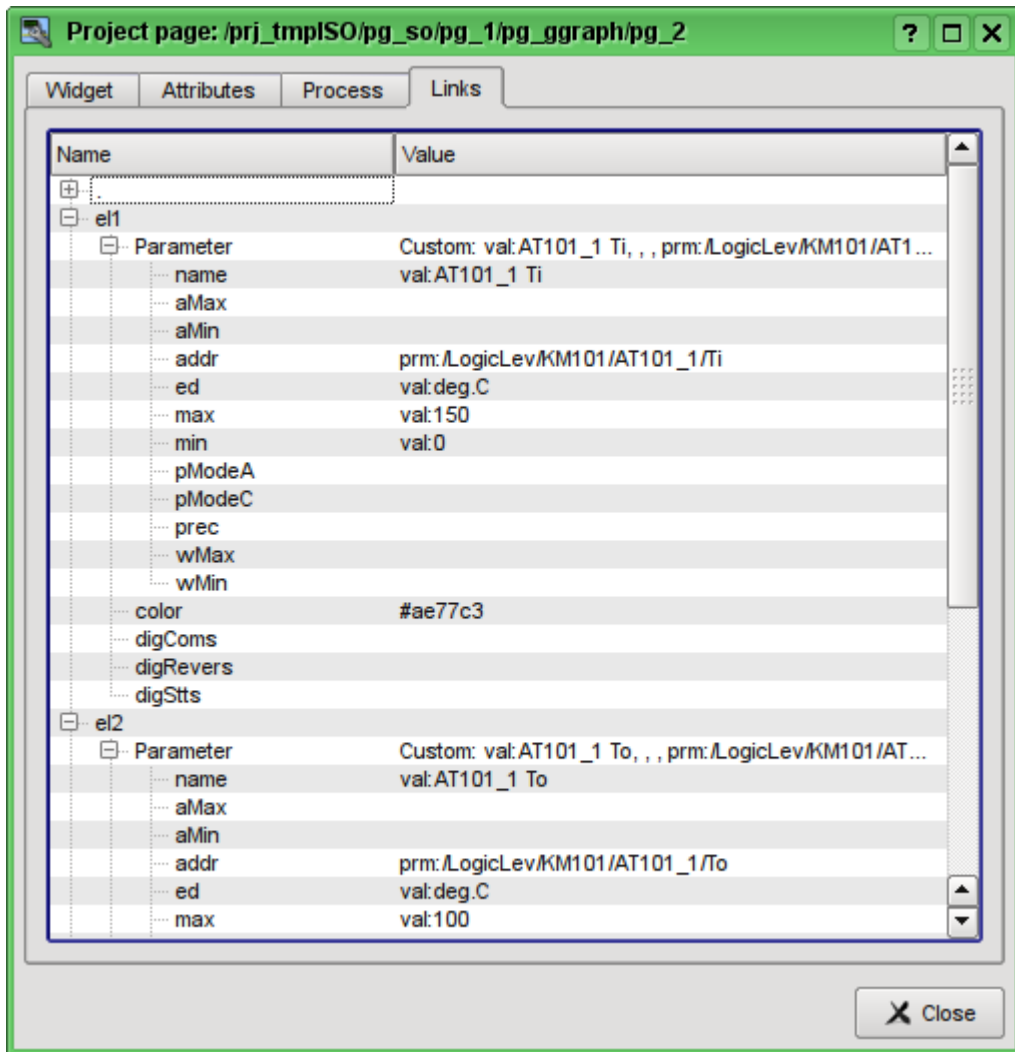 Project page: /prj_tmplSO/pg_so/pg_1/pg_ggraph/pg_2
Widget Attributes Process Links
Name Value
.
el1
Parameter Custom: val:AT101_1 Ti, , , prm:/LogicLev/KM101/AT1...
name val:AT101_1 Ti
aMax
aMin
addr prm:/LogicLev/KM101/AT101_1/Ti
ed val:deg.C
max val:150
min val:0
pModeA
pModeC
prec
wMax
wMin
color #ae77c3
digComs
digRevers
digStts
el2
Parameter Custom: val:AT101_1 To, , , prm:/LogicLev/KM101/AT...
name val:AT101_1 To
aMax
aMin
addr prm:/LogicLev/KM101/AT101_1/To
ed val:deg.C
max val:100
Close